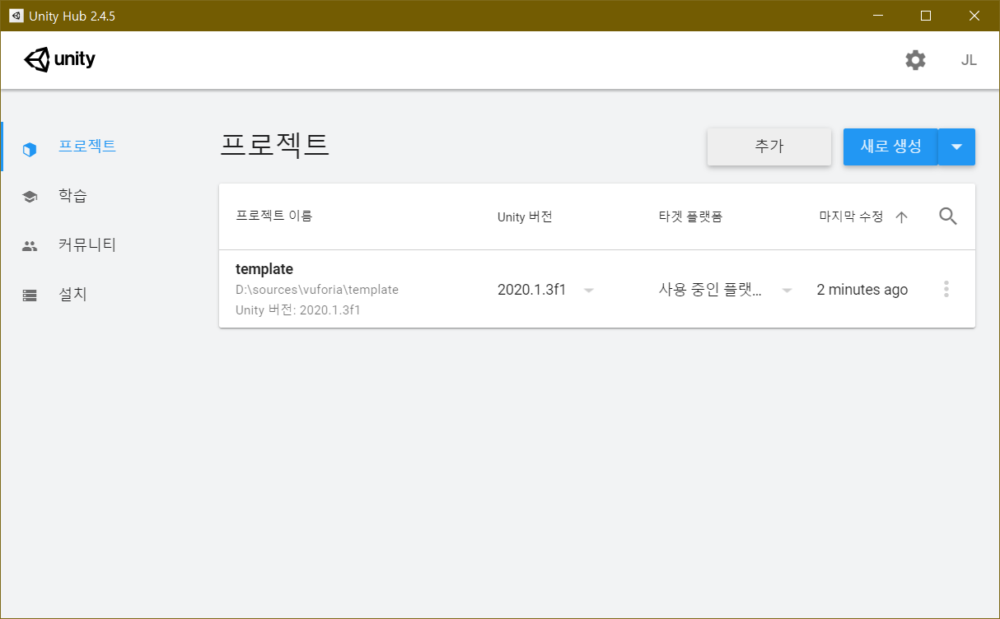 Unity Hub 2.4.5
unity
JL
프로젝트
학습
커뮤니티
설치
프로젝트
추가
새로 생성
프로젝트 이름 Unity 버전 타겟 플랫폼 마지막 수정
template
D:\sources\vuforia\template
Unity 버전: 2020.1.3f1
2020.1.3f1
사용 중인 플랫...
2 minutes ago